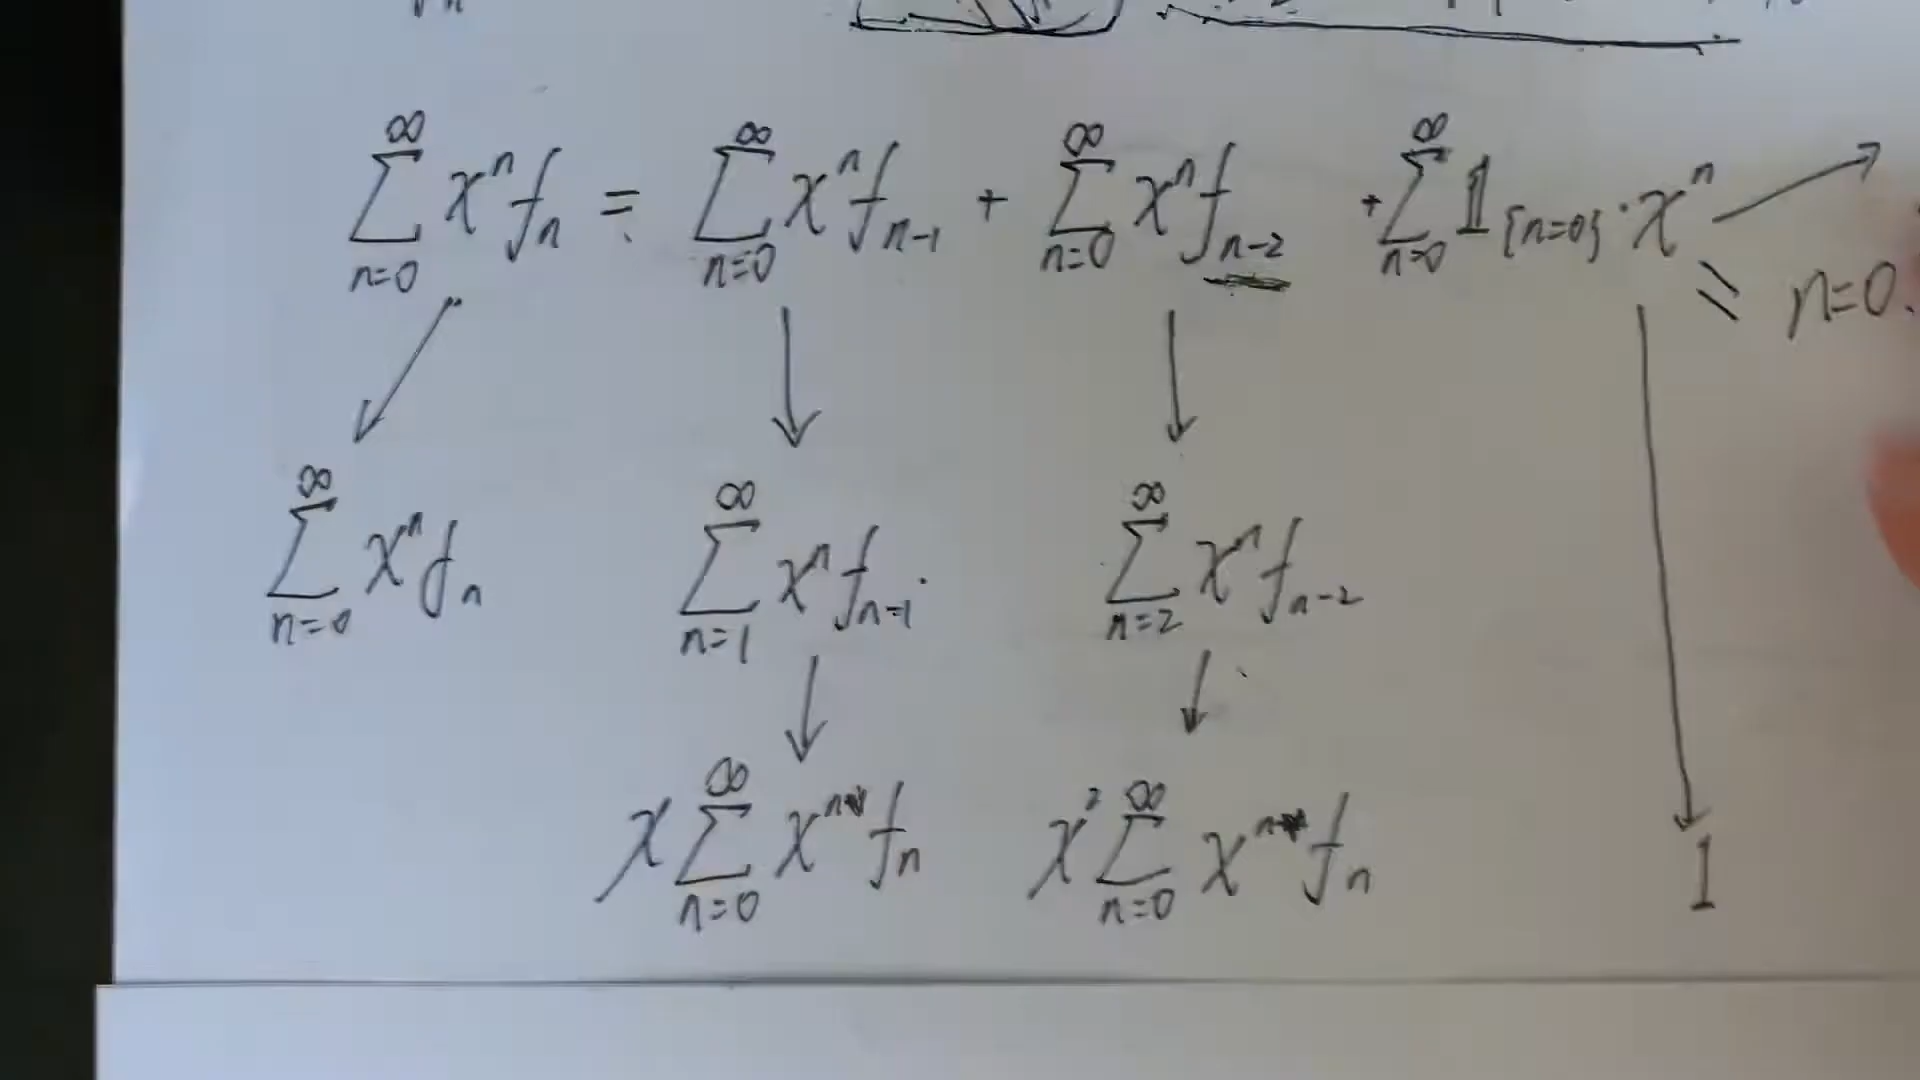 ∑_{n=0}^{∞} x^n f_n = ∑_{n=0}^{∞} x^n f_{n-1} + ∑_{n=0}^{∞} x^n f_{n-2} + ∑_{n=0}^{∞} 𝟙_{{n=0}} · x^n
n=0.
∑_{n=0}^{∞} x^n f_n ∑_{n=1}^{∞} x^n f_{n-1} ∑_{n=2}^{∞} x^n f_{n-2}
x ∑_{n=0}^{∞} x^n f_n x^2 ∑_{n=0}^{∞} x^n f_n 1